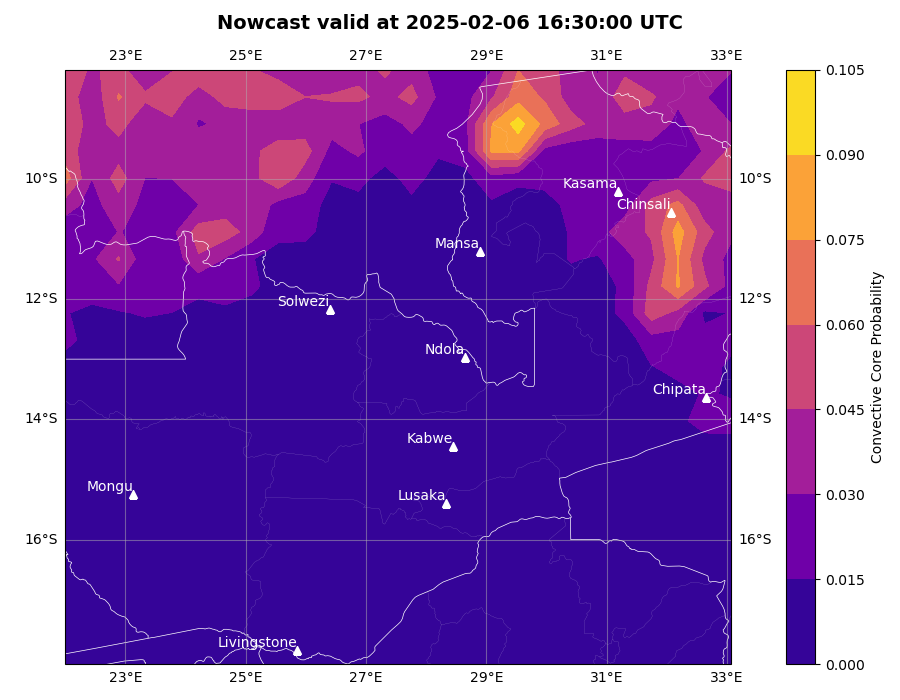 Nowcast valid at 2025-02-06 16:30:00 UTC
23°E 25°E 27°E 29°E 31°E 33°E
0.105
0.090
10°S 10°S
Kasama
Chinsali
0.075
Mansa
12°S 12°S
Solwezi
0.060
Ndola
Chipata
0.045
14°S 14°S
Kabwe
Mongu
Lusaka
0.030
16°S 16°S
0.015
Livingstone
0.000
23°E 25°E 27°E 29°E 31°E 33°E
Convective Core Probability